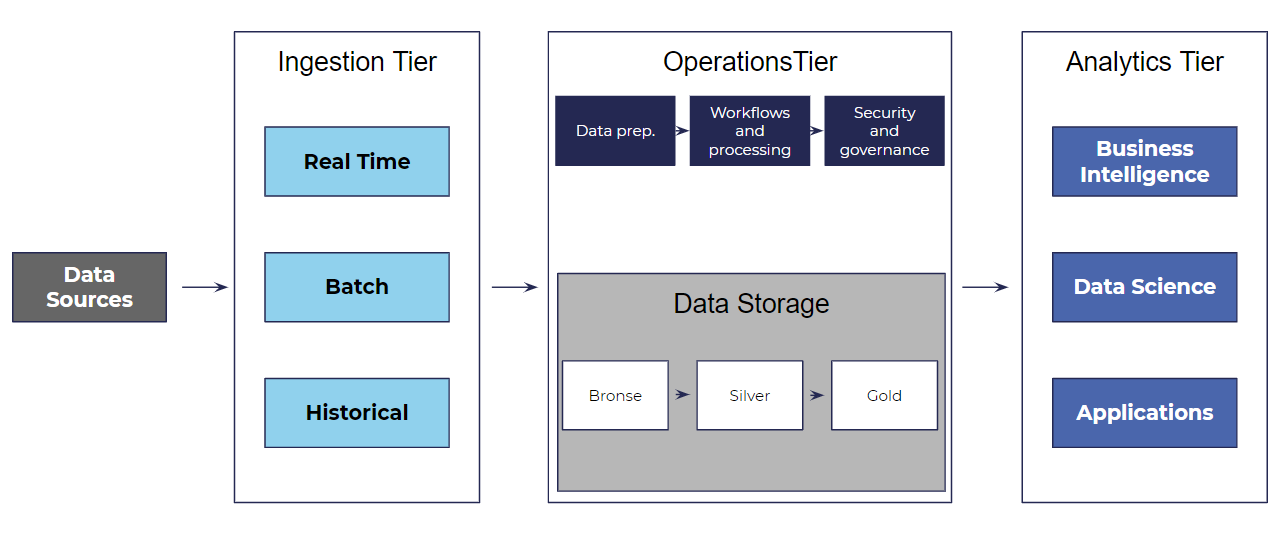 Ingestion Tier
Real Time
Batch
Historical
Data
Sources
OperationsTier
Data prep.
Workflows
and
processing
Security
and
governance
Data Storage
Bronse
Silver
Gold
Analytics Tier
Business
Intelligence
Data Science
Applications